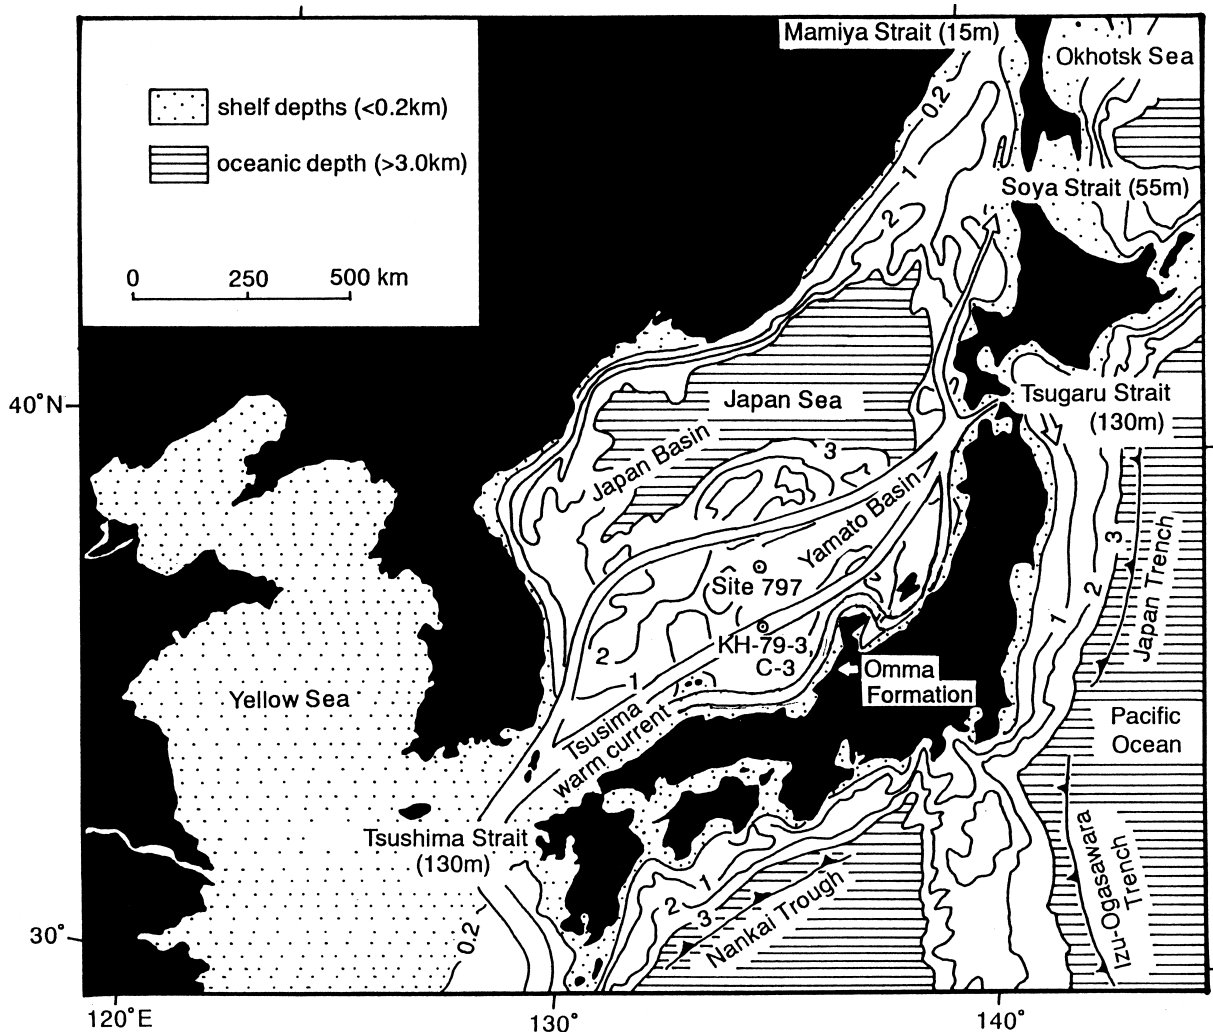 Mamiya Strait (15m)
Okhotsk Sea
shelf depths (<0.2km)
oceanic depth (>3.0km)
0 250 500 km
0.2
1
2
Soya Strait (55m)
40°N
Japan Sea
Tsugaru Strait
(130m)
Japan Basin
3
Yamato Basin
Site 797
KH-79-3,
C-3
2
1
Omma
Formation
3
2
1
Japan Trench
Yellow Sea
Tsusima
warm current
Pacific
Ocean
Tsushima Strait
(130m)
1
2
3
Nankai Trough
Izu-Ogasawara
Trench
30°
0.2
120°E
130°
140°